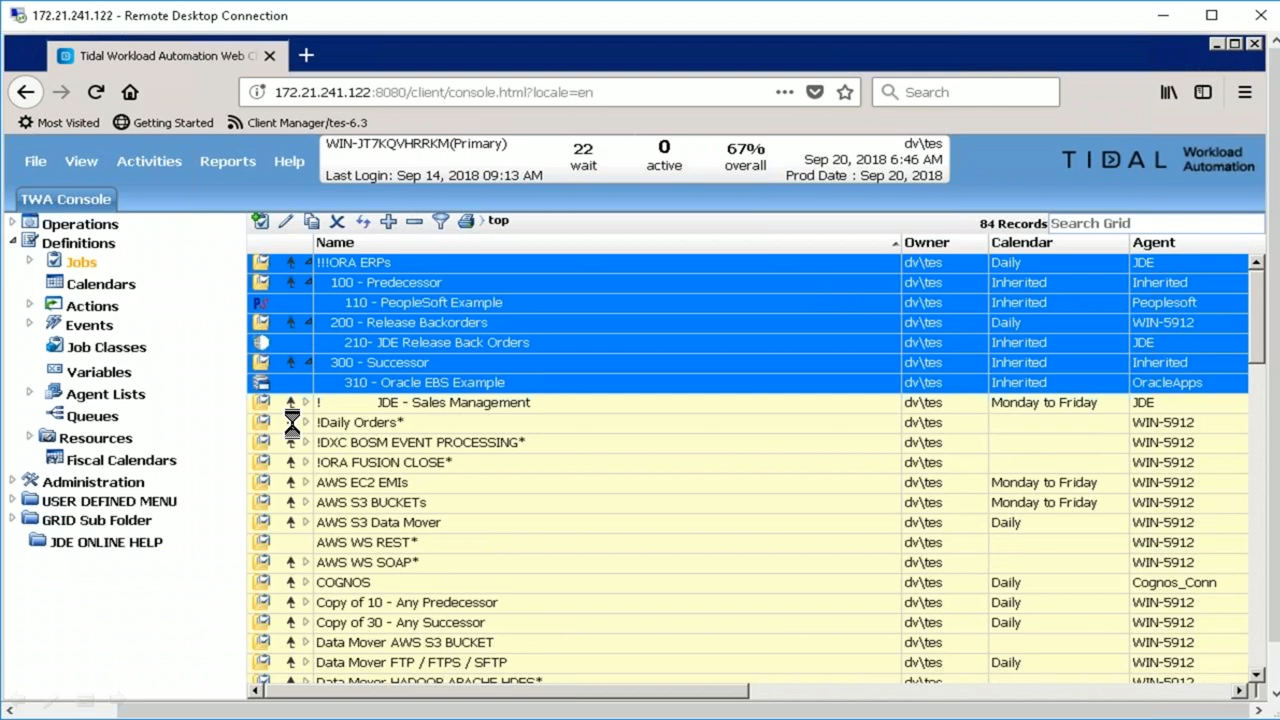 172.21.241.122 - Remote Desktop Connection
Tidal Workload Automation Web C
172.21.241.122:8080/client/console.html?locale=en
Search
Most Visited
Getting Started
Client Manager/tes-6.3
File
View
Activities
Reports
Help
WIN-JT7KQVHRRKM(Primary)
Last Login: Sep 14, 2018 09:13 AM
22
wait
0
active
67%
overall
dv\tes
Sep 20, 2018 6:46 AM
Prod Date : Sep 20, 2018
TIDAL Workload Automation
TWA Console
Operations
Definitions
Jobs
Calendars
Actions
Events
Job Classes
Variables
Agent Lists
Queues
Resources
Fiscal Calendars
Administration
USER DEFINED MENU
GRID Sub Folder
JDE ONLINE HELP
top
84 Records
Search Grid
Name Owner Calendar Agent
!!!ORA ERPs dv\tes Daily JDE
100 - Predecessor dv\tes Inherited Inherited
110 - PeopleSoft Example dv\tes Inherited Peoplesoft
200 - Release Backorders dv\tes Daily WIN-5912
210- JDE Release Back Orders dv\tes Inherited JDE
300 - Successor dv\tes Inherited Inherited
310 - Oracle EBS Example dv\tes Inherited OracleApps
! JDE - Sales Management dv\tes Monday to Friday JDE
!Daily Orders* dv\tes WIN-5912
!DXC BOSM EVENT PROCESSING* dv\tes WIN-5912
!ORA FUSION CLOSE* dv\tes WIN-5912
AWS EC2 EMIs dv\tes Monday to Friday WIN-5912
AWS S3 BUCKETs dv\tes Monday to Friday WIN-5912
AWS S3 Data Mover dv\tes Daily WIN-5912
AWS WS REST* dv\tes WIN-5912
AWS WS SOAP* dv\tes WIN-5912
COGNOS dv\tes Daily Cognos_Conn
Copy of 10 - Any Predecessor dv\tes Daily WIN-5912
Copy of 30 - Any Successor dv\tes Daily WIN-5912
Data Mover AWS S3 BUCKET dv\tes WIN-5912
Data Mover FTP / FTPS / SFTP dv\tes Daily WIN-5912
Data Mover HADOOP APACHE HDFS* dv\tes WIN-5912